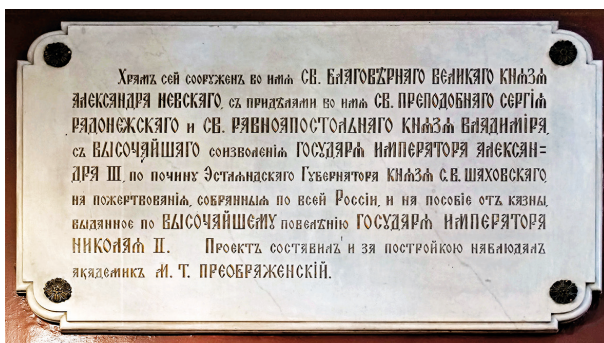 Храмъ сей сооруженъ во имя СВ. БЛАГОВѢРНАГО ВЕЛИКАГО КНЯЗЯ
АЛЕКСАНДРА НЕВСКАГО, съ придѣлами во имя СВ. ПРЕПОДОБНАГО СЕРГІЯ
РАДОНЕЖСКАГО и СВ. РАВНОАПОСТОЛЬНАГО КНЯЗЯ ВЛАДИМІРА,
съ ВЫСОЧАЙШАГО соизволенія ГОСУДАРЯ ИМПЕРАТОРА АЛЕКСАН=
ДРА III, по почину Эстляндскаго Губернатора КНЯЗЯ С.В. ШАХОВСКАГО,
на пожертвованія, собранныя по всей Россіи, и на пособіе отъ казны,
выданное по ВЫСОЧАЙШЕМУ повелѣнію ГОСУДАРЯ ИМПЕРАТОРА
НИКОЛАЯ II. Проектъ составилъ и за постройкою наблюдалъ
академикъ М. Т. ПРЕОБРАЖЕНСКІЙ.